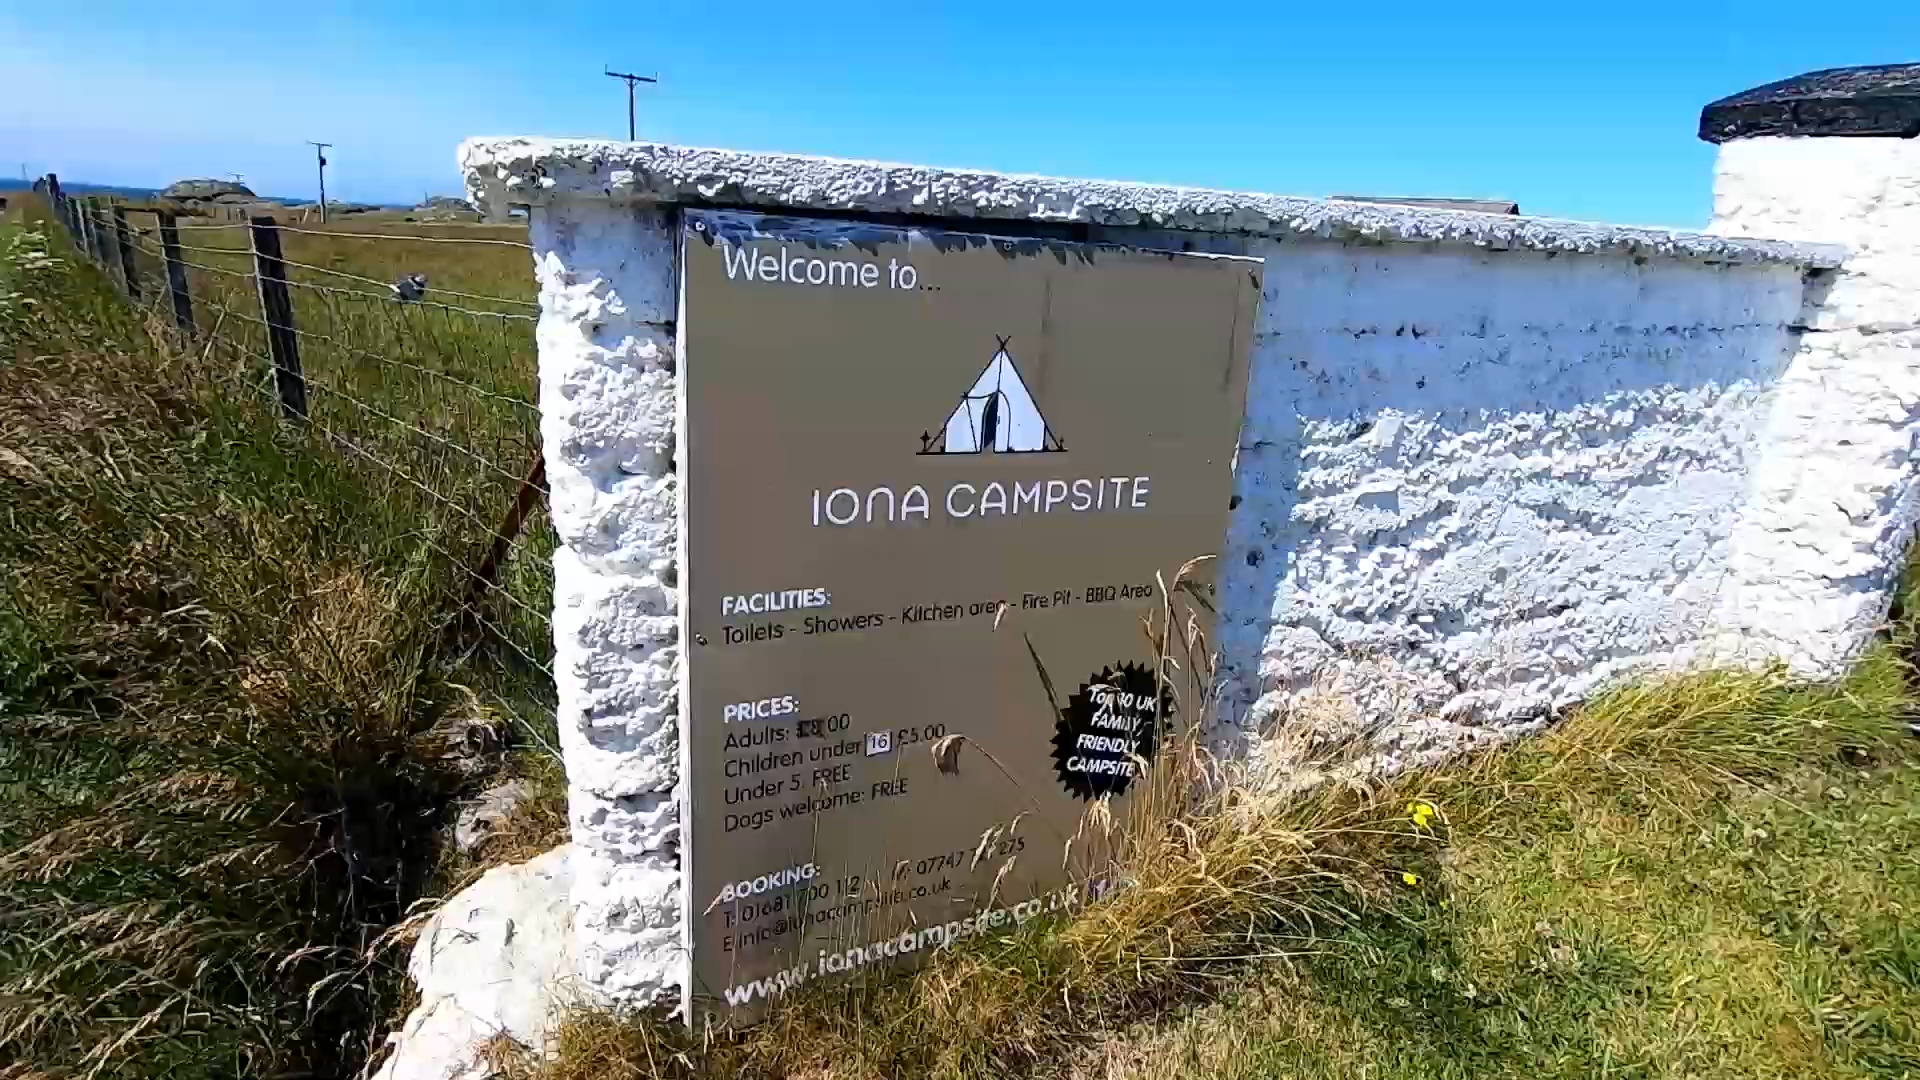 Welcome to...
IONA CAMPSITE
FACILITIES:
Toilets - Showers - Kitchen area - Fire Pit - BBQ Area
PRICES:
Adults: 00
Children under 16 £5.00
Under 5: FREE
Dogs welcome: FREE
TOP 10 UK
FAMILY
FRIENDLY
CAMPSITE
BOOKING:
T: 01681 700 112 07747 275
E: info@ionacampsite.co.uk
www.ionacampsite.co.uk